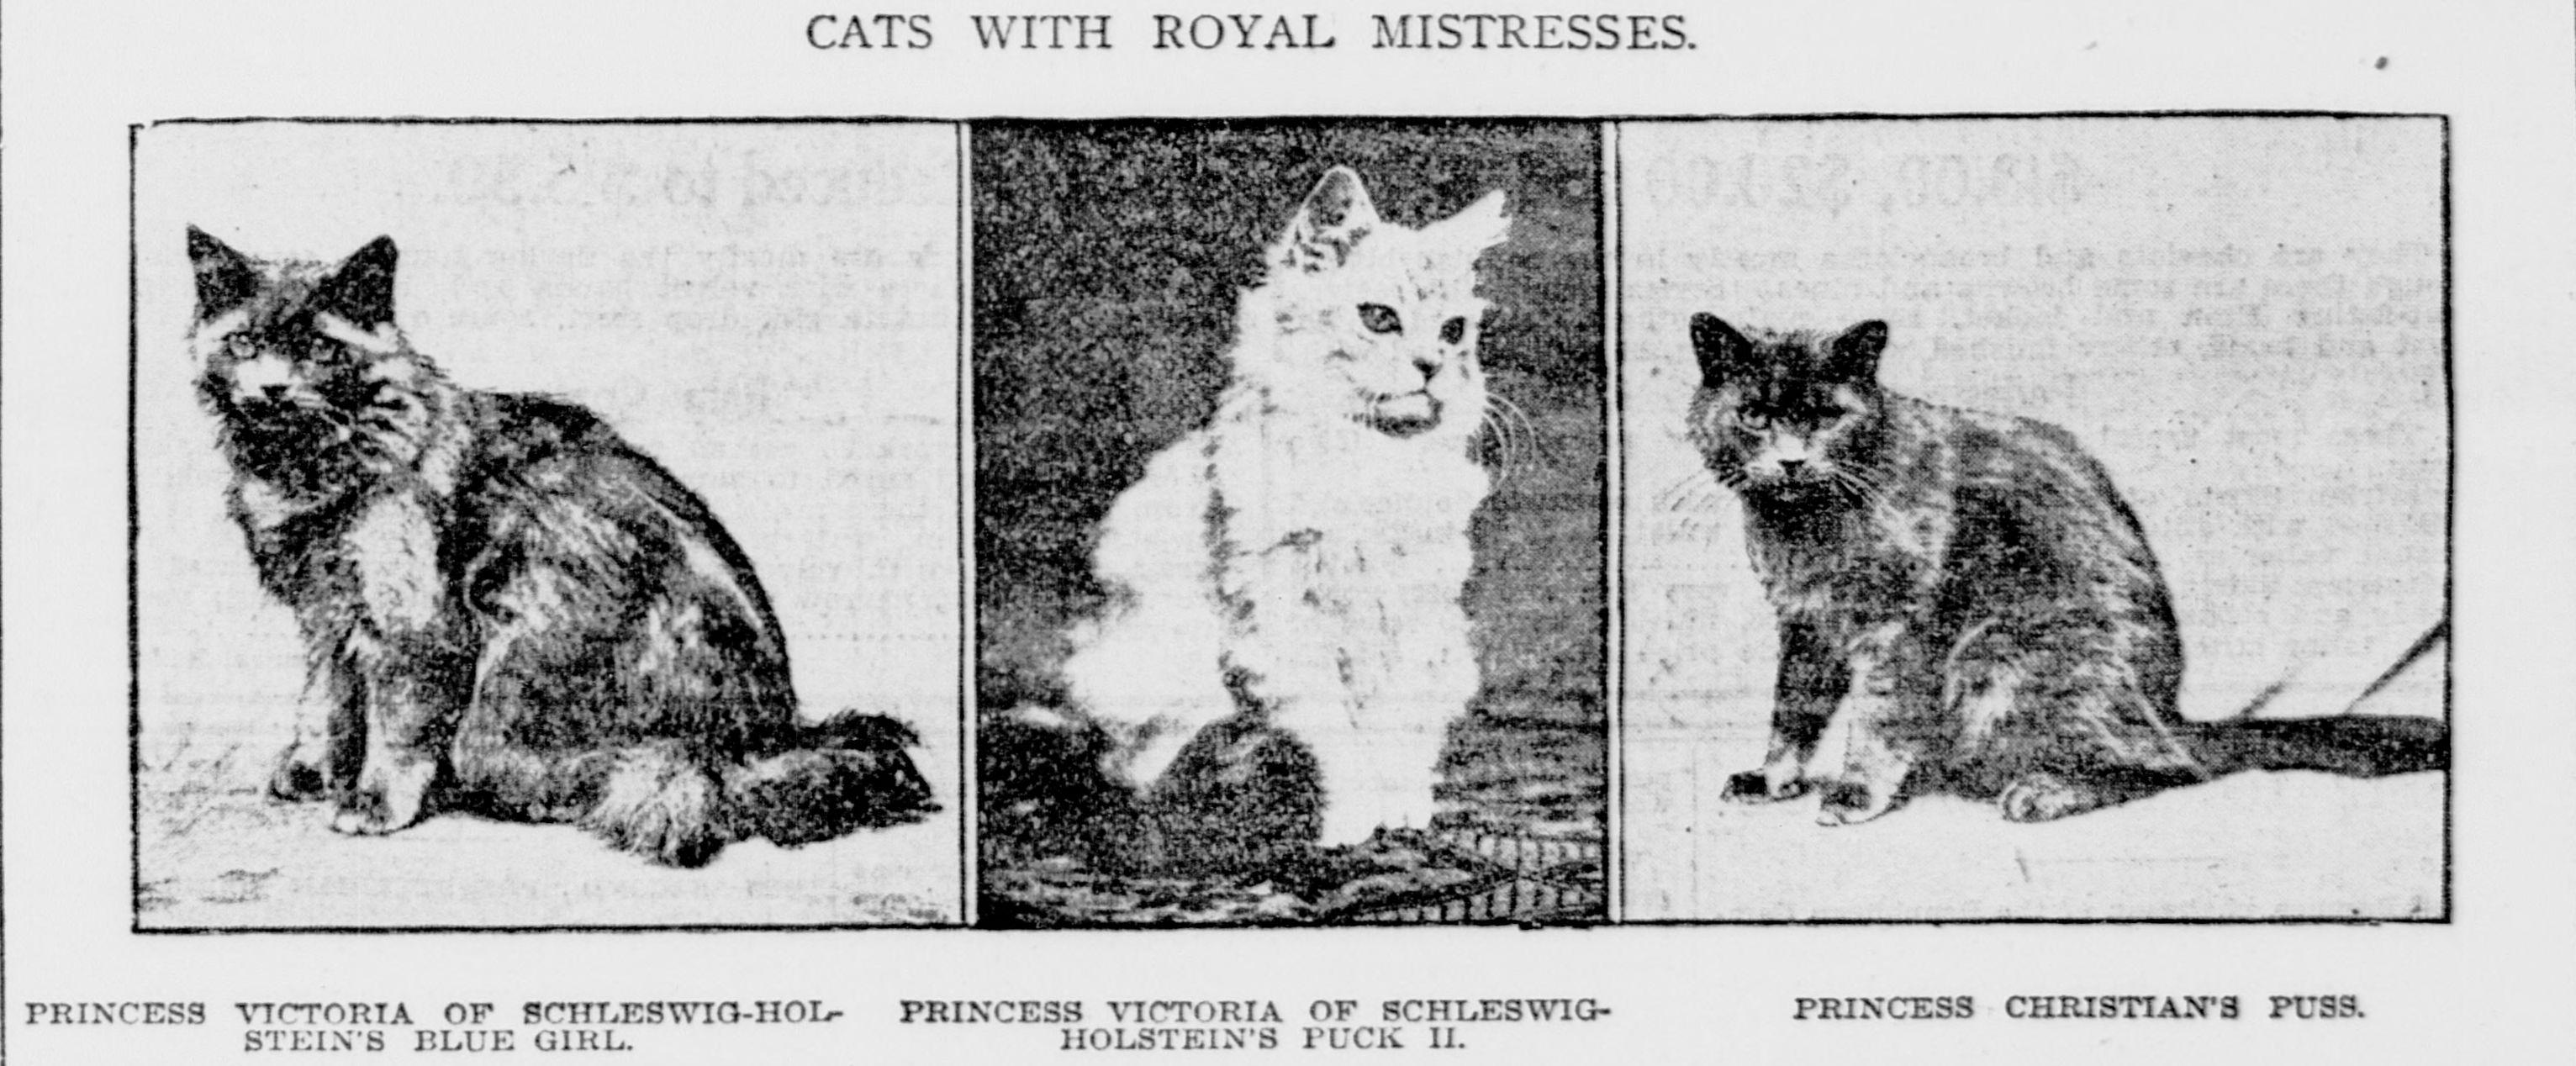 CATS WITH ROYAL MISTRESSES.
PRINCESS VICTORIA OF SCHLESWIG-HOL-
STEIN'S BLUE GIRL.
PRINCESS VICTORIA OF SCHLESWIG-
HOLSTEIN'S PUCK II.
PRINCESS CHRISTIAN'S PUSS.